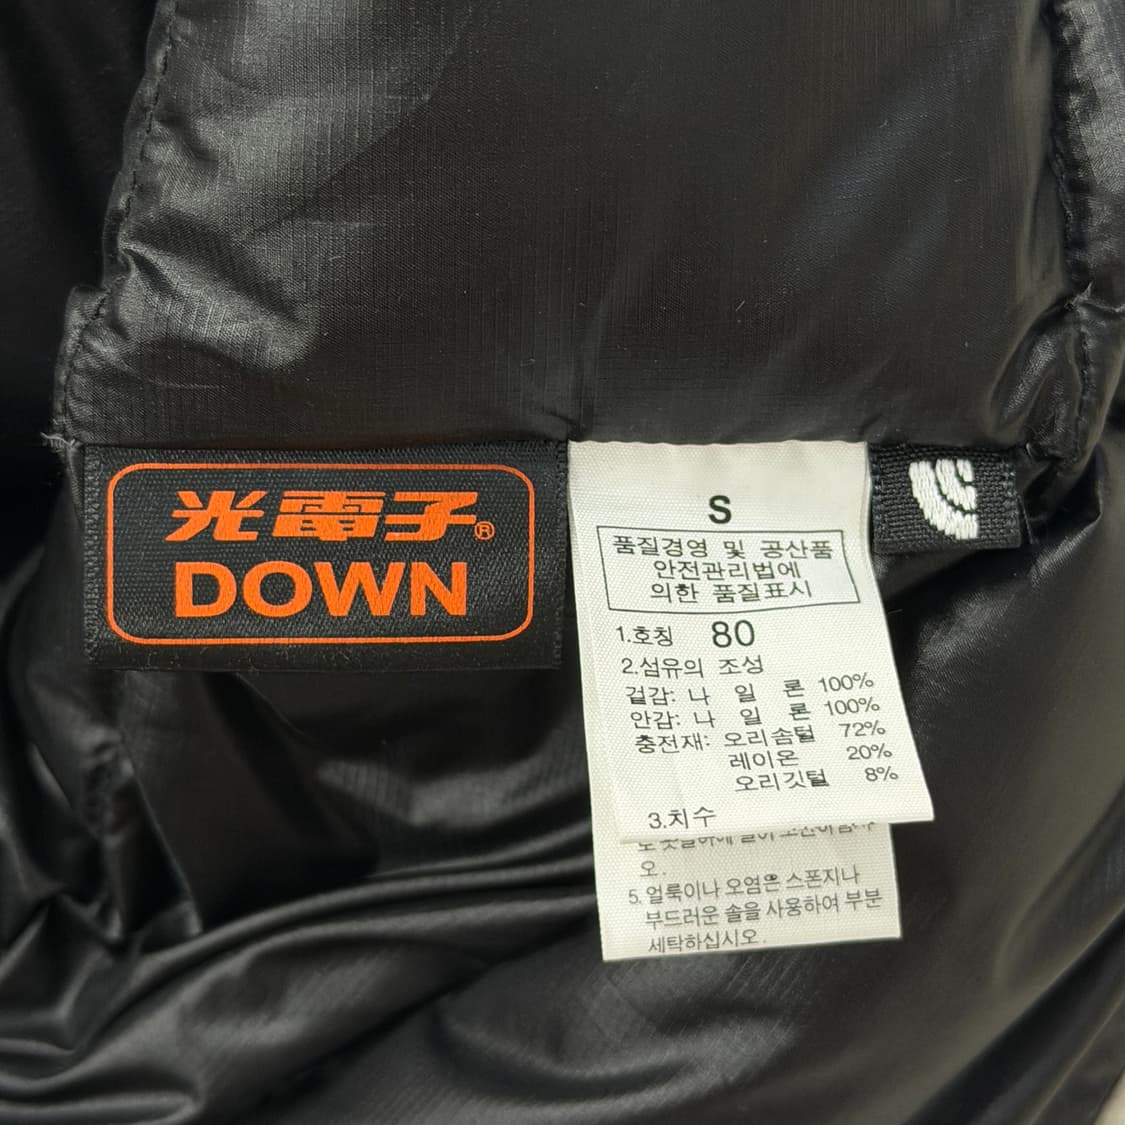 光電子®
DOWN
S
품질경영 및 공산품
안전관리법에
의한 품질표시
1.호칭 80
2.섬유의 조성
겉감: 나 일 론 100%
안감: 나 일 론 100%
충전재: 오리솜털 72%
레이온 20%
오리깃털 8%
3.치수
오.
5. 얼룩이나 오염은 스폰지나
부드러운 솔을 사용하여 부분
세탁하십시오.